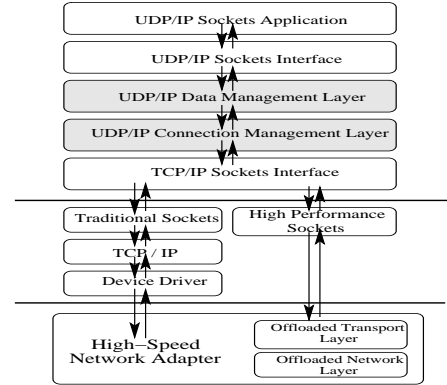 UDP/IP Sockets Application
UDP/IP Sockets Interface
UDP/IP Data Management Layer
UDP/IP Connection Management Layer
TCP/IP Sockets Interface
Traditional Sockets
High Performance
Sockets
TCP / IP
Device Driver
High–Speed
Network Adapter
Offloaded Transport
Layer
Offloaded Network
Layer